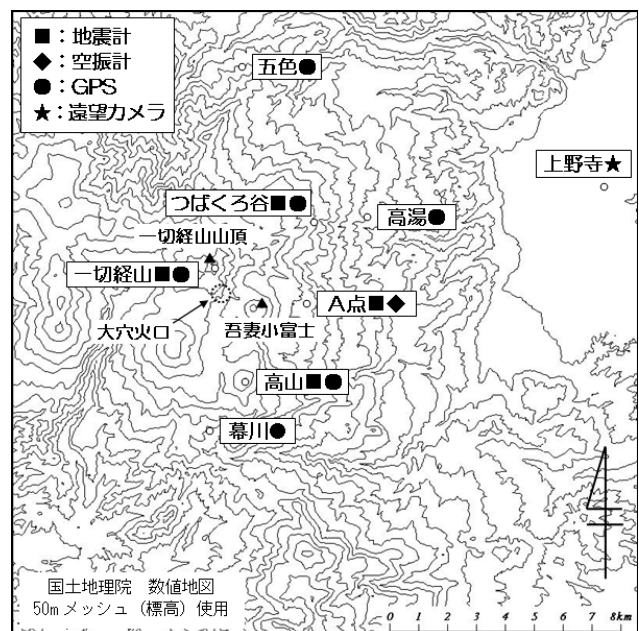 ■：地震計
◆：空振計
●：GPS
★：遠望カメラ
五色●
上野寺★
つばくろ谷■●
高湯●
一切経山山頂
一切経山■●
A点■◆
大穴火口
吾妻小富士
高山■●
幕川●
国土地理院　数値地図
50mメッシュ（標高）使用
0 1 2 3 4 5 6 7 8km